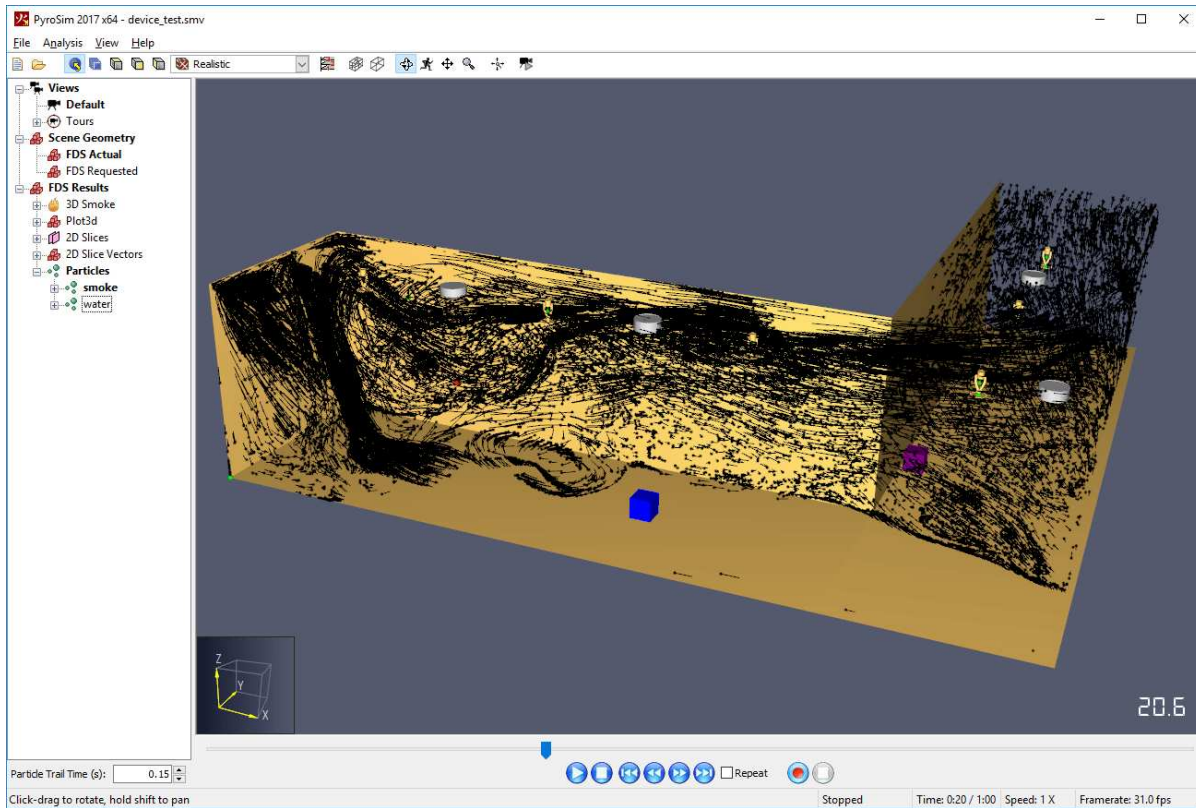 PyroSim 2017 x64 - device_test.smv
File Analysis View Help
Realistic
Views
Default
Tours
Scene Geometry
FDS Actual
FDS Requested
FDS Results
3D Smoke
Plot3d
2D Slices
2D Slice Vectors
Particles
smoke
water
Z
Y
X
20.6
Particle Trail Time (s): 0.15
Repeat
Click-drag to rotate, hold shift to pan
Stopped Time: 0:20 / 1:00 Speed: 1 X Framerate: 31.0 fps